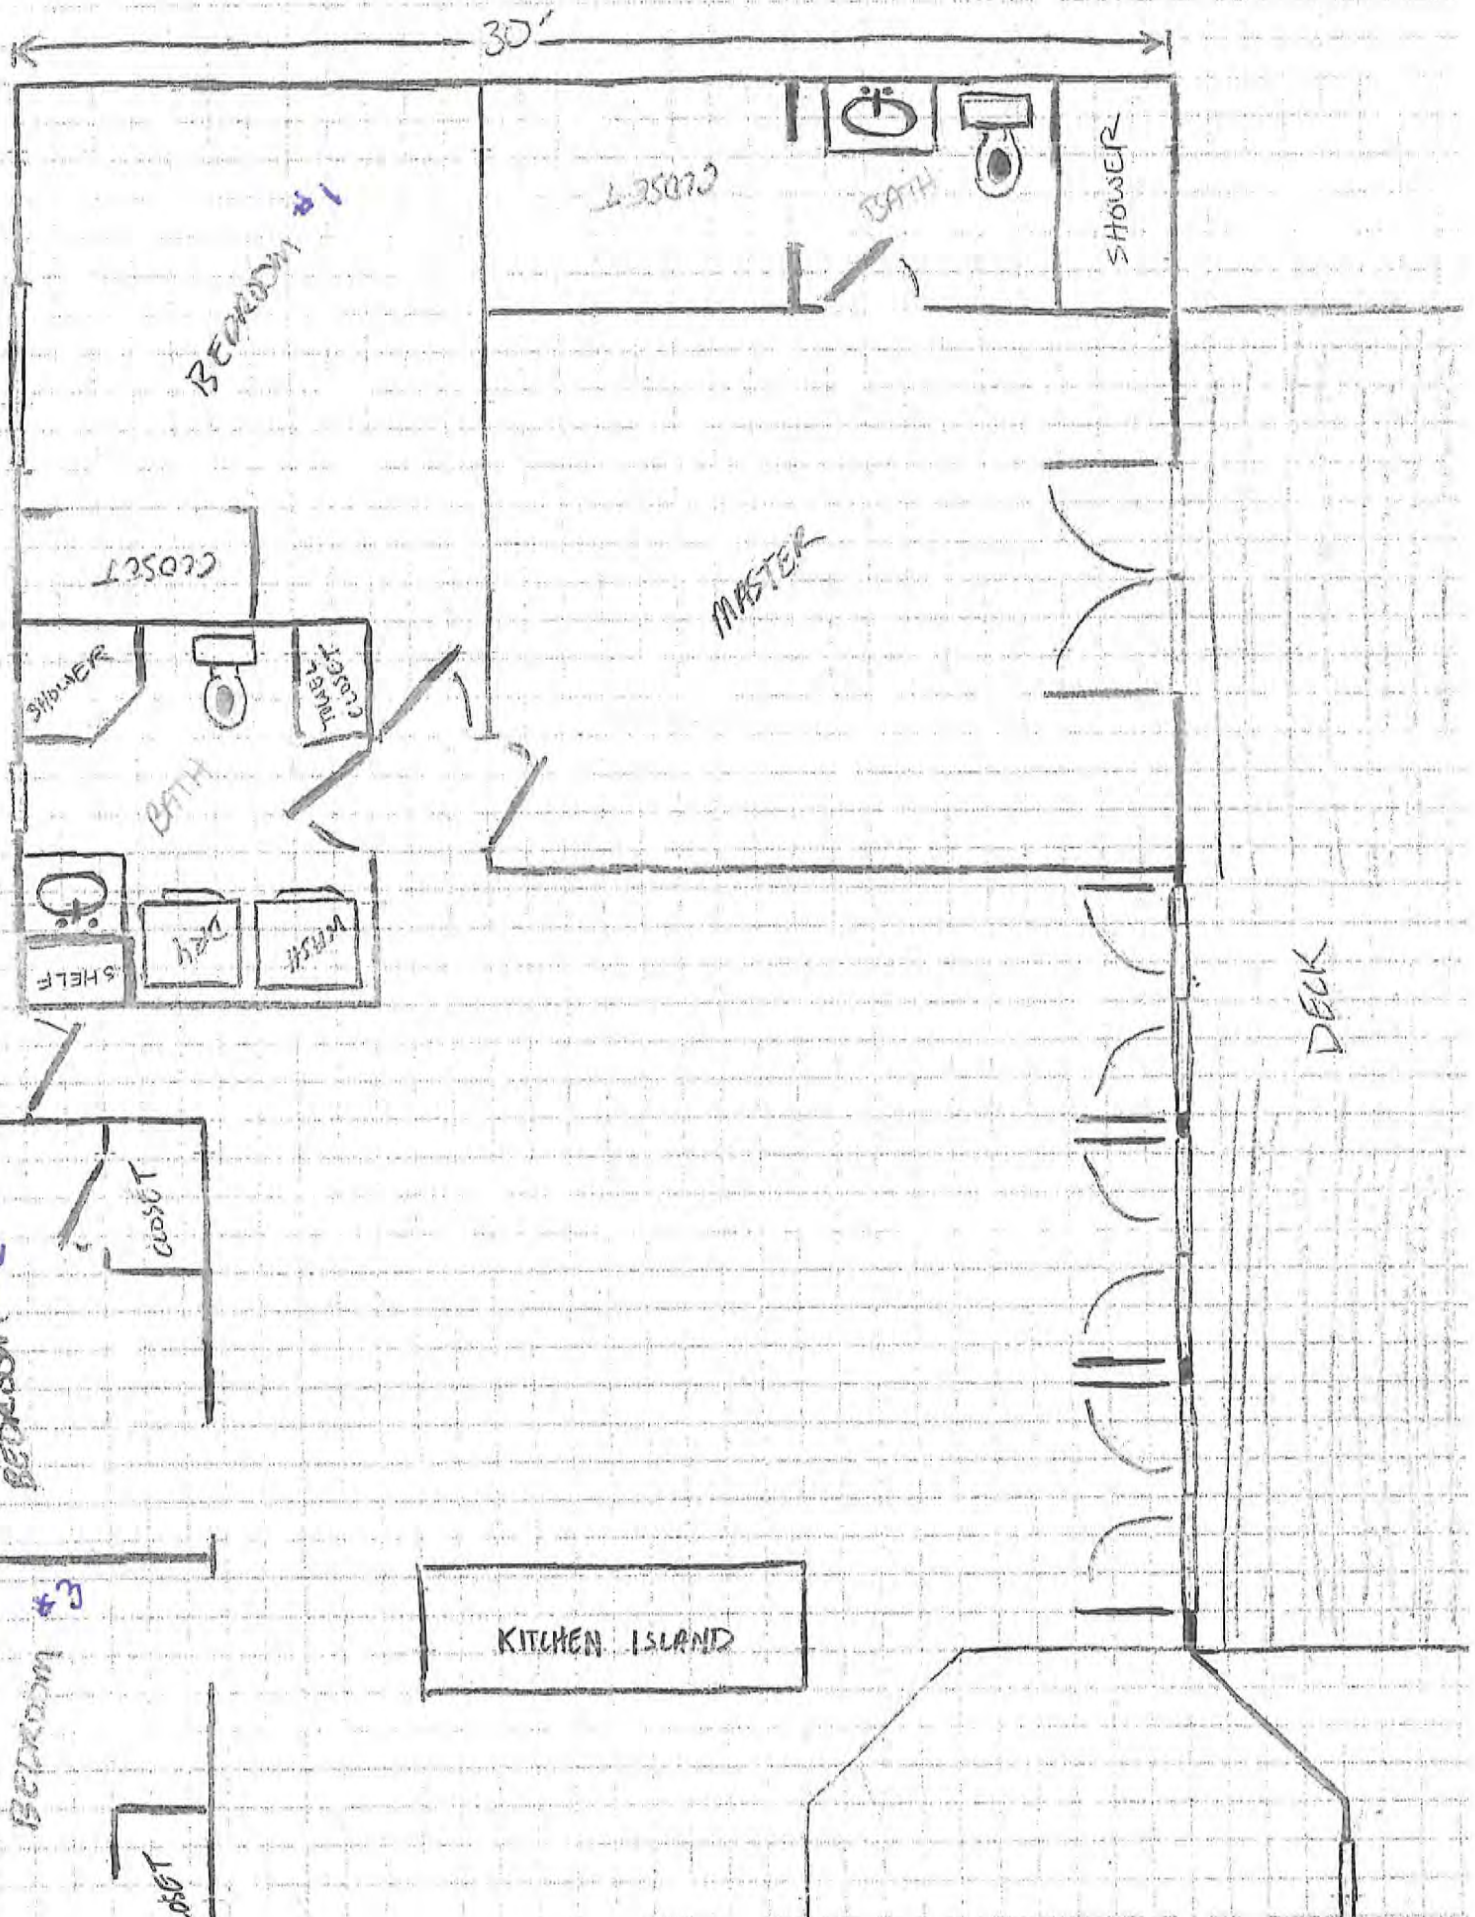 30'
BEDROOM #1
CLOSET
BATH
SHOWER
CLOSET
MASTER
SHOWER
TOWEL
CLOSET
BATH
SHELF
DRY
WASH
DECK
CLOSET
BEDROOM
KITCHEN ISLAND
BEDROOM #3